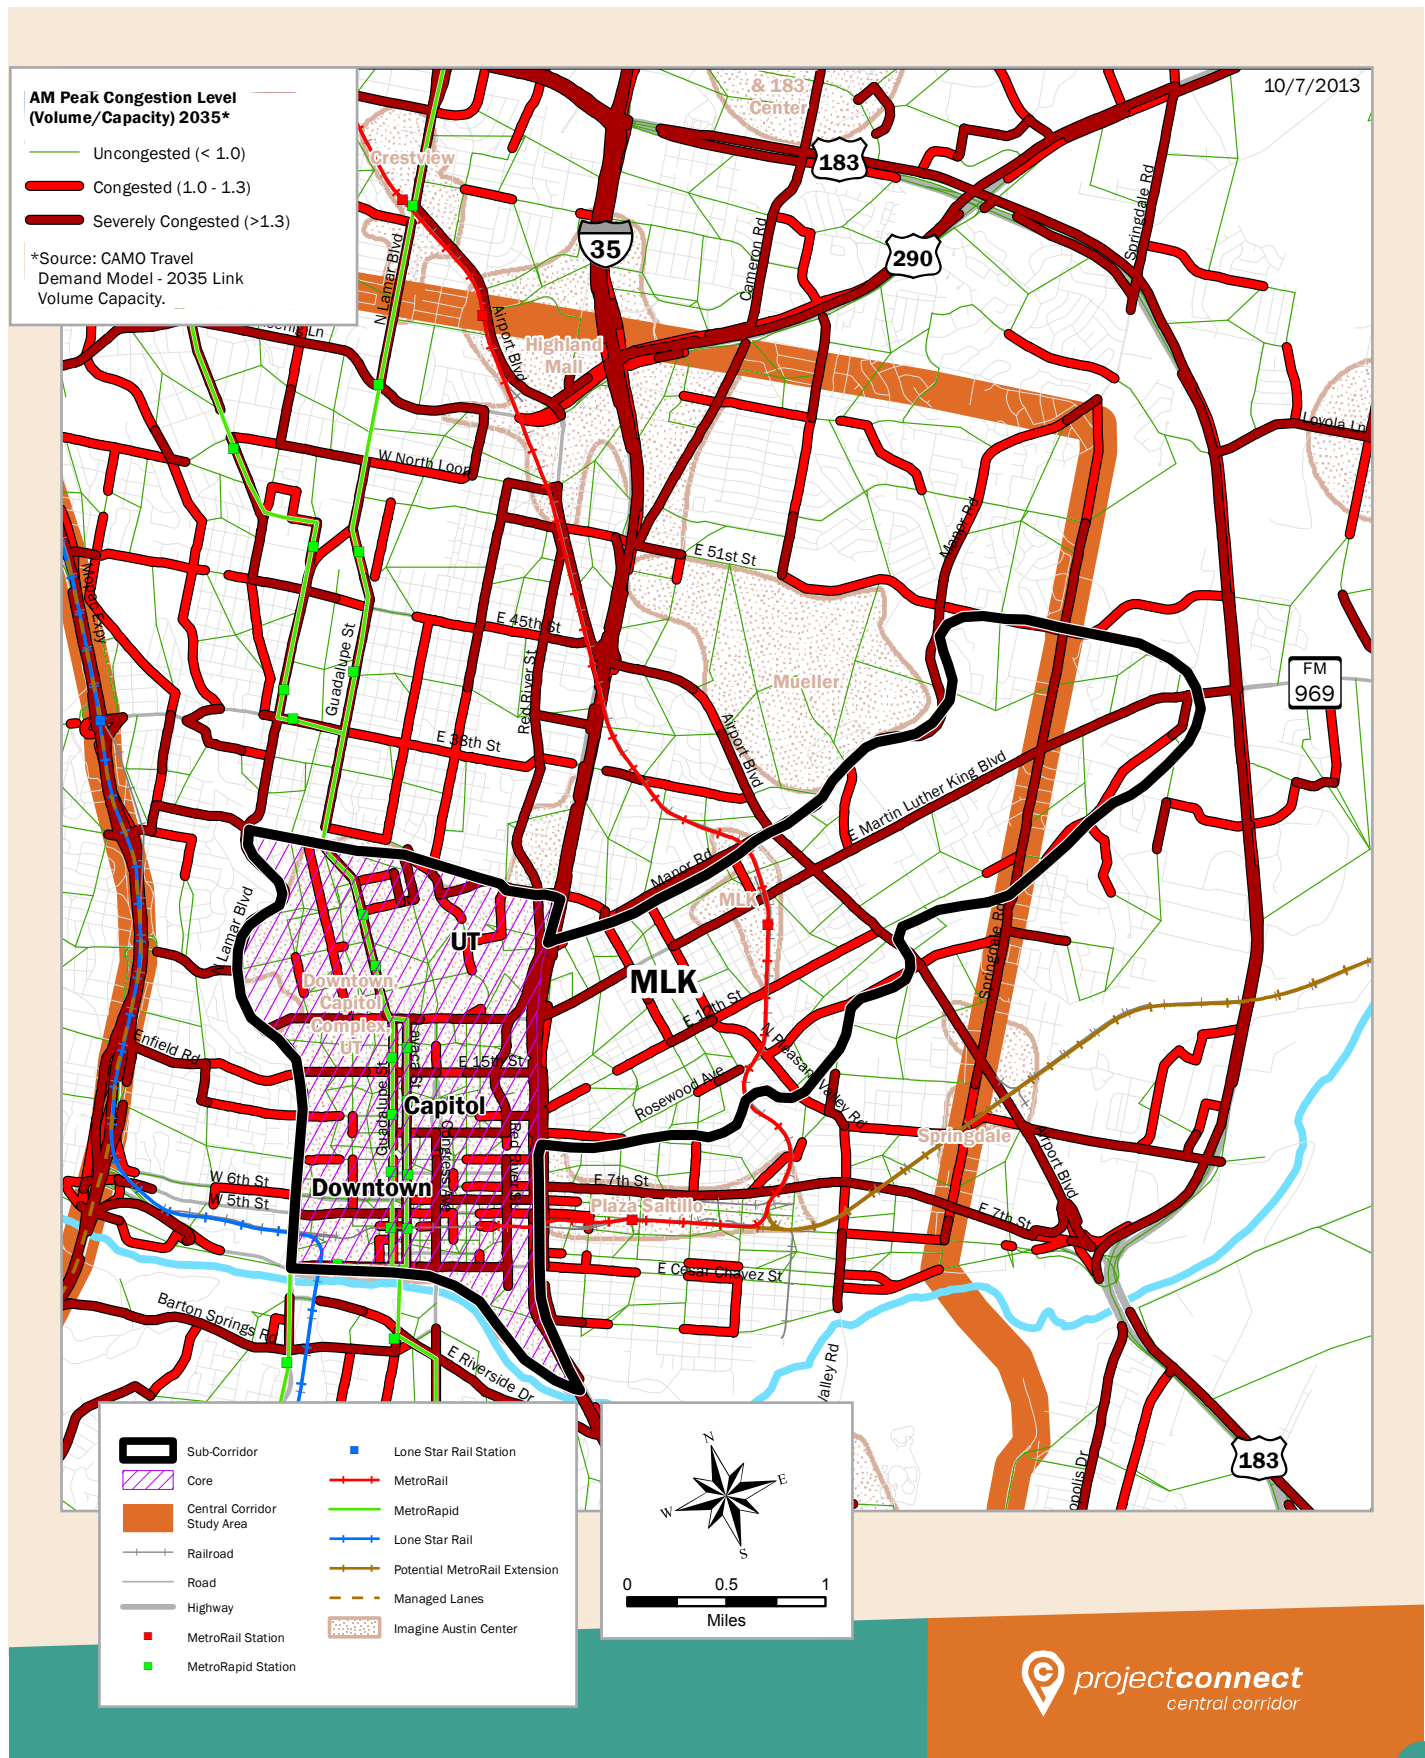 10/7/2013
AM Peak Congestion Level
(Volume/Capacity) 2035*
Uncongested (< 1.0)
Congested (1.0 - 1.3)
Severely Congested (>1.3)
*Source: CAMO Travel
Demand Model - 2035 Link
Volume Capacity.
& 183
Center
Crestview
183
35
290
Springdale Rd
Cameron Rd
N Lamar Blvd
Airport Blvd
Highland
Mall
Ln
Loyola Ln
W North Loop
Manor Rd
E 51st St
Mopac Expy
E 45th St
Guadalupe St
Red River St
Mueller
FM
969
E 38th St
Airport Blvd
E Martin Luther King Blvd
Manor Rd
MLK
N Lamar Blvd
UT
MLK
Springdale Rd
Downtown,
Capitol
Complex,
UT
E 12th St
N Pleasant Valley Rd
Enfield Rd
Lavaca St
E 15th St
Guadalupe St
Capitol
Rosewood Ave
Congress Ave
Red River S
Springdale
Airport Blvd
W 6th St
W 5th St
Downtown
E 7th St
Plaza Saltillo
E 7th St
E Cesar Chavez St
Barton Springs Rd
E Riverside Dr
Valley Rd
opolis Dr
183
Sub-Corridor
Core
Central Corridor
Study Area
Railroad
Road
Highway
MetroRail Station
MetroRapid Station
Lone Star Rail Station
MetroRail
MetroRapid
Lone Star Rail
Potential MetroRail Extension
Managed Lanes
Imagine Austin Center
N
E
W
S
0 0.5 1
Miles
projectconnect
central corridor